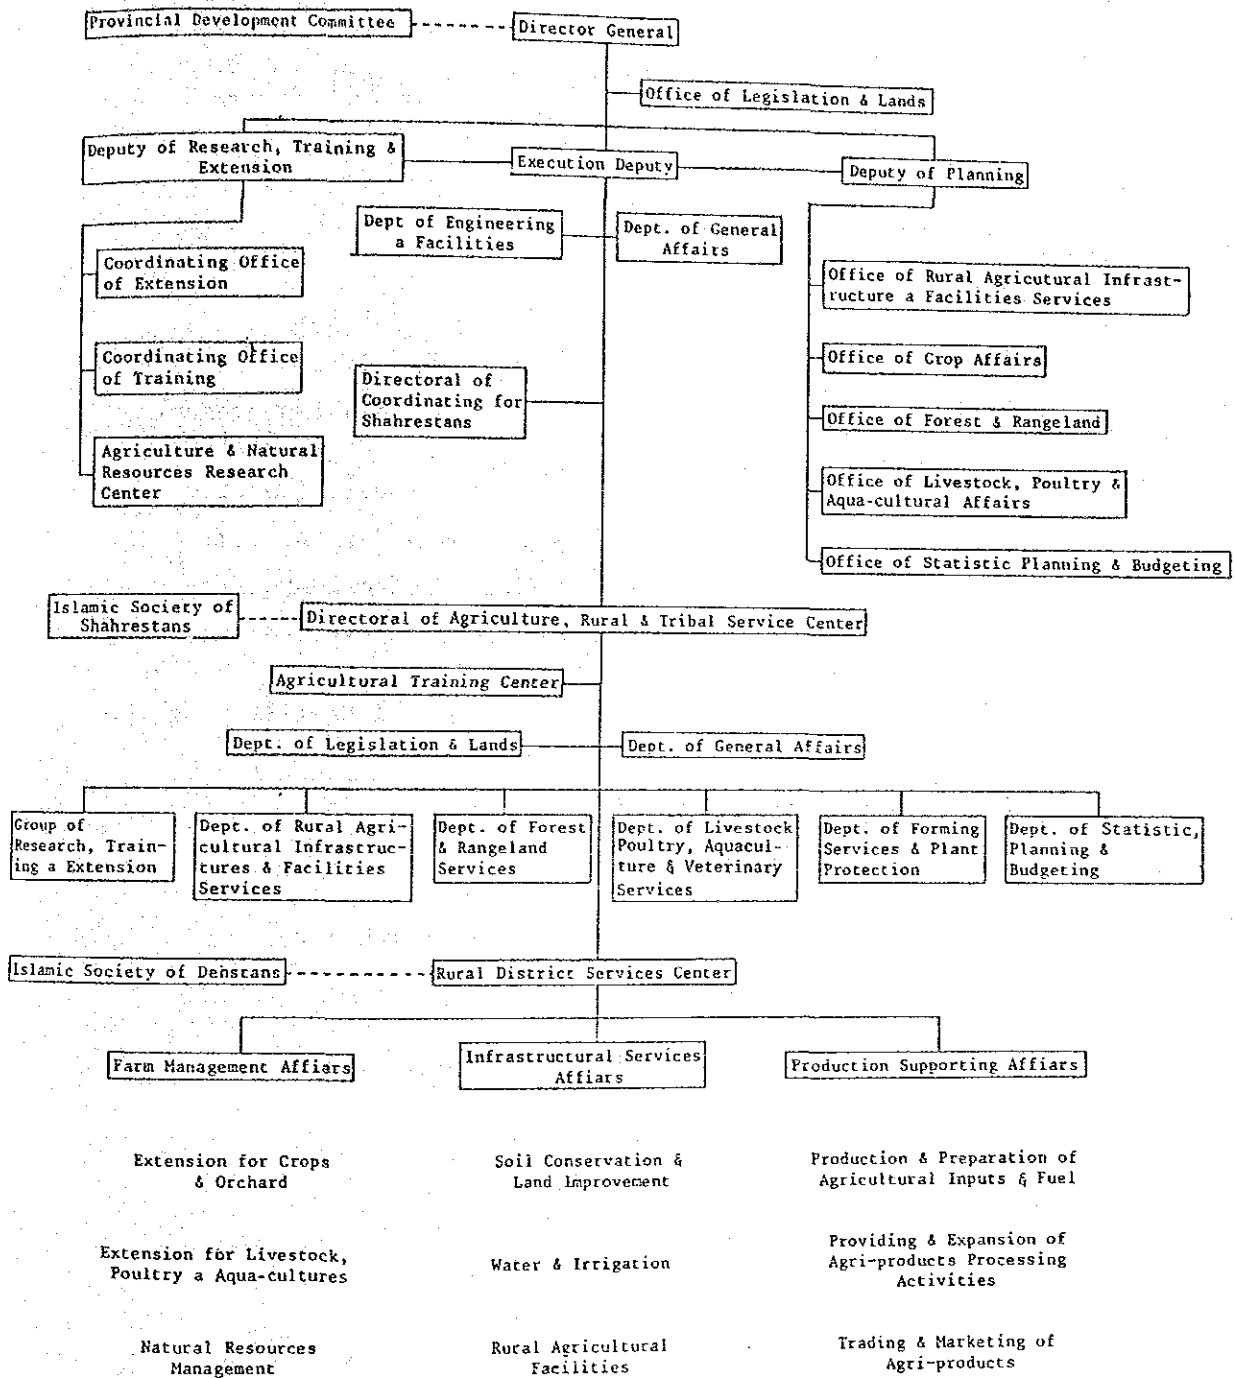 Provincial Development Committee
Director General
Office of Legislation & Lands
Deputy of Research, Training &
Extension
Execution Deputy
Deputy of Planning
Dept of Engineering
a Facilities
Dept. of General
Affairs
Coordinating Office
of Extension
Coordinating Office
of Training
Agriculture & Natural
Resources Research
Center
Directoral of
Coordinating for
Shahrestans
Office of Rural Agricutural Infrast-
ructure a Facilities Services
Office of Crop Affairs
Office of Forest & Rangeland
Office of Livestock, Poultry &
Aqua-cultural Affairs
Office of Statistic Planning & Budgeting
Islamic Society of
Shahrestans
Directoral of Agriculture, Rural & Tribal Service Center
Agricultural Training Center
Dept. of Legislation & Lands
Dept. of General Affairs
Group of
Research, Train-
ing a Extension
Dept. of Rural Agri-
cultural Infrastruc-
tures & Facilities
Services
Dept. of Forest
& Rangeland
Services
Dept. of Livestock
Poultry, Aquacul-
ture & Veterinary
Services
Dept. of Forming
Services & Plant
Protection
Dept. of Statistic,
Planning &
Budgeting
Islamic Society of Dehstans
Rural District Services Center
Farm Management Affiars
Infrastructural Services
Affiars
Production Supporting Affiars
Extension for Crops
& Orchard
Soil Conservation &
Land Improvement
Production & Preparation of
Agricultural Inputs & Fuel
Extension for Livestock,
Poultry a Aqua-cultures
Water & Irrigation
Providing & Expansion of
Agri-products Processing
Activities
Natural Resources
Management
Rural Agricultural
Facilities
Trading & Marketing of
Agri-products